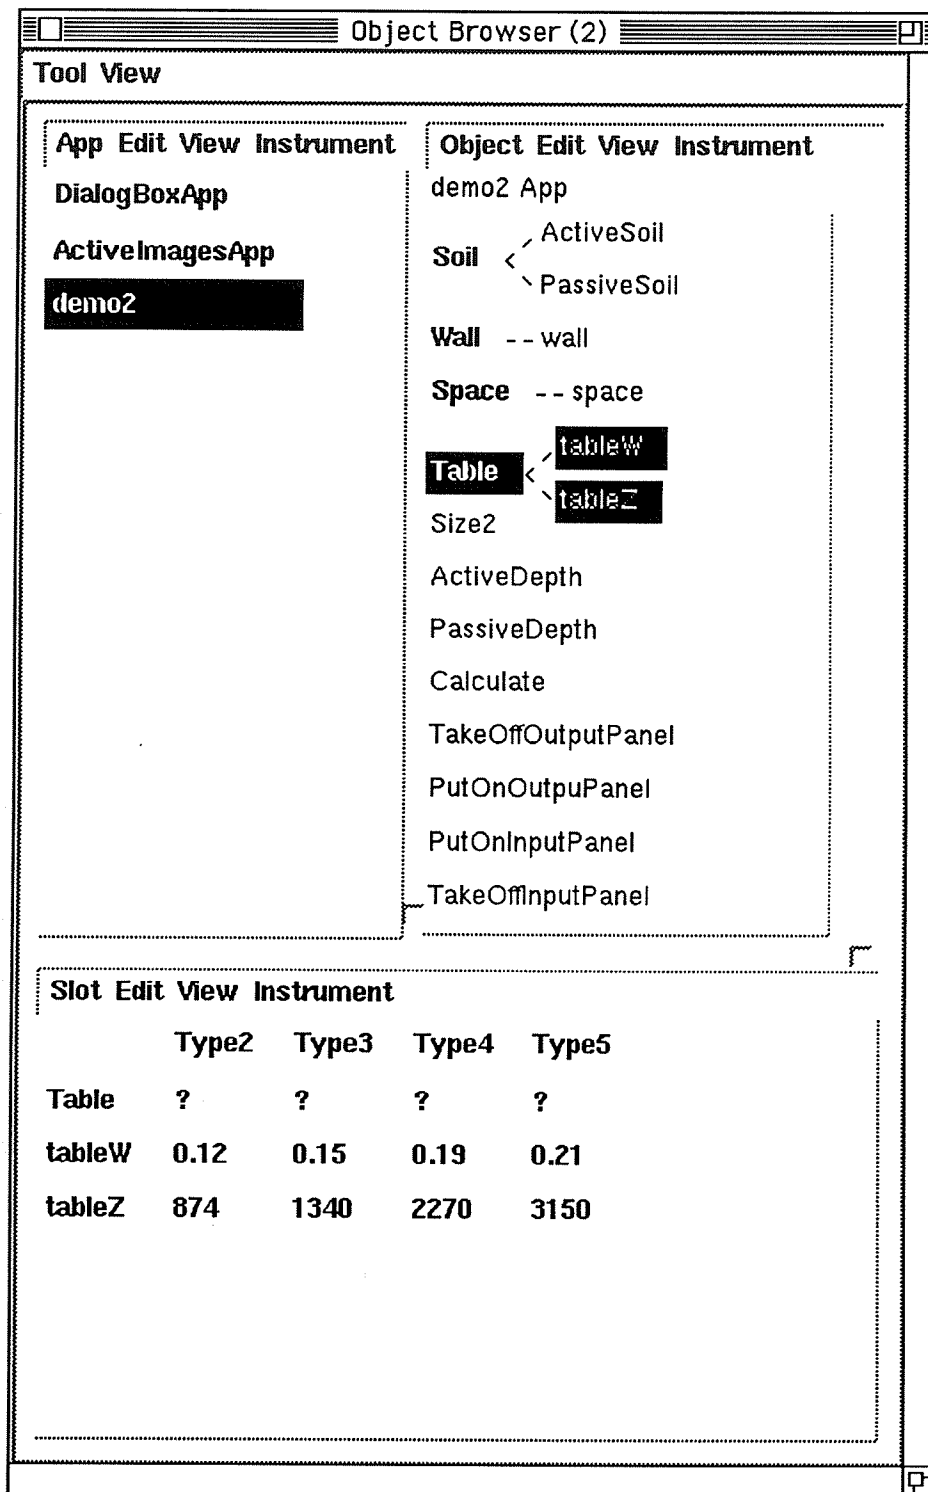 Object Browser (2)
Tool View
App Edit View Instrument
DialogBoxApp
ActiveImagesApp
demo2
Object Edit View Instrument
demo2 App
Soil
ActiveSoil
PassiveSoil
Wall -- wall
Space -- space
Table
tableW
tableZ
Size2
ActiveDepth
PassiveDepth
Calculate
TakeOffOutputPanel
PutOnOutpuPanel
PutOnInputPanel
TakeOffInputPanel
Slot Edit View Instrument
Type2 Type3 Type4 Type5
Table ? ? ? ?
tableW 0.12 0.15 0.19 0.21
tableZ 874 1340 2270 3150